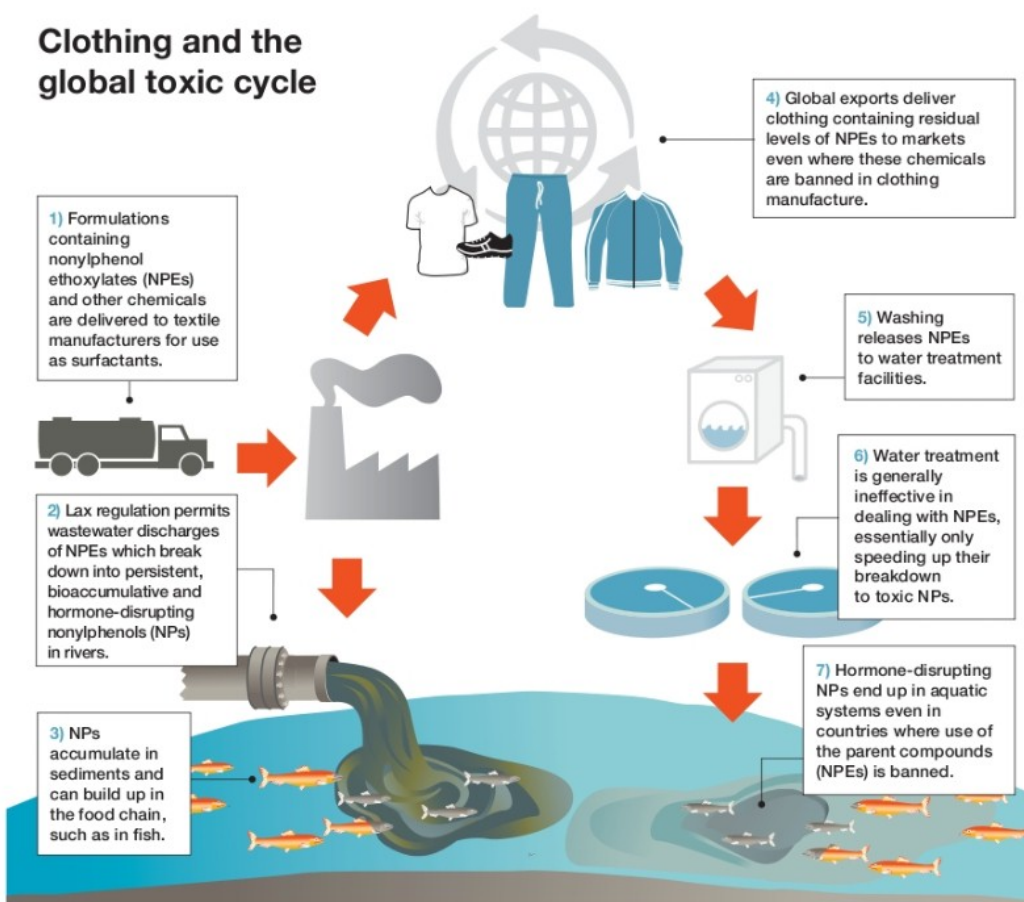 Clothing and the
global toxic cycle
1) Formulations
containing
nonylphenol
ethoxylates (NPEs)
and other chemicals
are delivered to textile
manufacturers for use
as surfactants.
2) Lax regulation permits
wastewater discharges
of NPEs which break
down into persistent,
bioaccumulative and
hormone-disrupting
nonylphenols (NPs)
in rivers.
3) NPs
accumulate in
sediments and
can build up in
the food chain,
such as in fish.
4) Global exports deliver
clothing containing residual
levels of NPEs to markets
even where these chemicals
are banned in clothing
manufacture.
5) Washing
releases NPEs
to water treatment
facilities.
6) Water treatment
is generally
ineffective in
dealing with NPEs,
essentially only
speeding up their
breakdown
to toxic NPs.
7) Hormone-disrupting
NPs end up in aquatic
systems even in
countries where use of
the parent compounds
(NPEs) is banned.